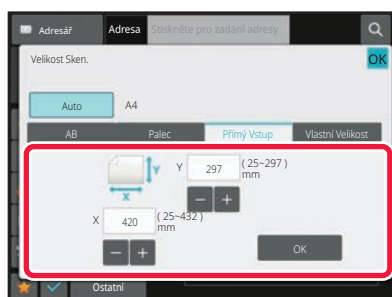 Adresář Adresa Stiskněte pro zadání adresy
Velikost Sken. OK
Auto A4
AB Palec Přímý Vstup Vlastní Velikost
Y Y 297 (25~297) mm
X
X 420 (25~432) mm
OK
Ostatní